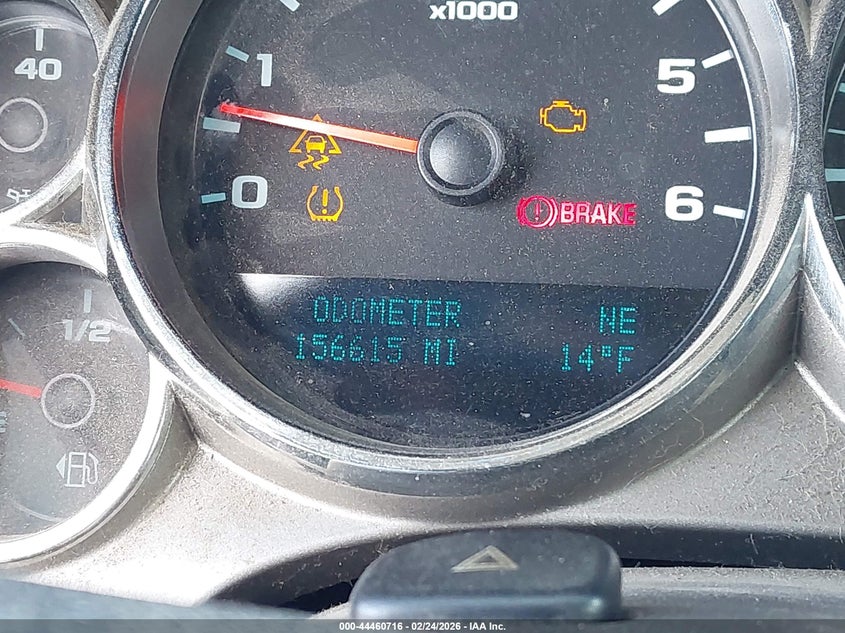 x1000
40
1
5
0
6
BRAKE
1/2
ODOMETER NE
156615 MI 14°F
000-44460716 - 02/24/2026 - IAA Inc.